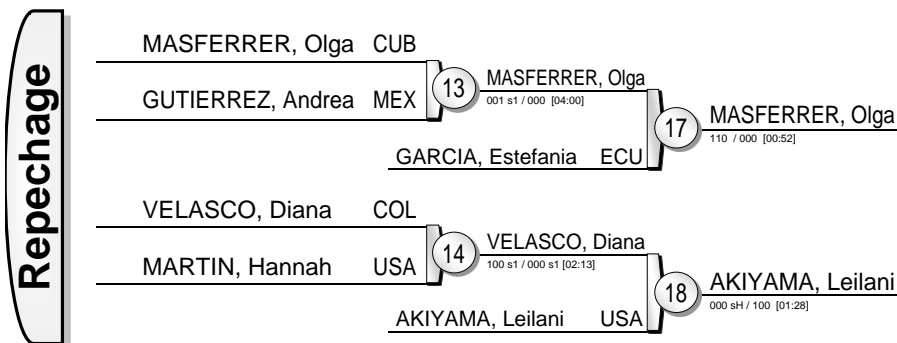 Repechage
MASFERRER, Olga CUB
GUTIERREZ, Andrea MEX
13
MASFERRER, Olga
001 s1 / 000 [04:00]
GARCIA, Estefania ECU
17
MASFERRER, Olga
110 / 000 [00:52]
VELASCO, Diana COL
MARTIN, Hannah USA
14
VELASCO, Diana
100 s1 / 000 s1 [02:13]
AKIYAMA, Leilani USA
18
AKIYAMA, Leilani
000 sH / 100 [01:28]